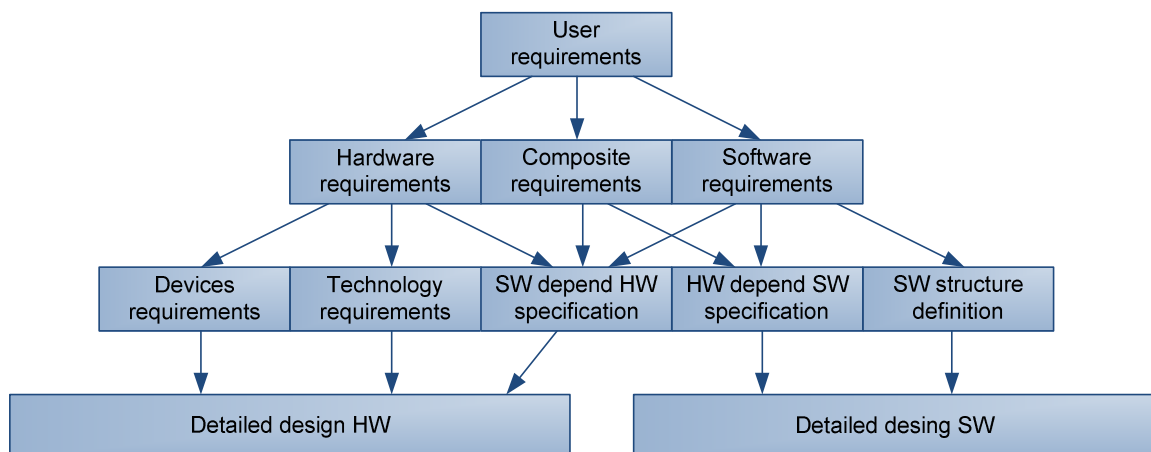 User
requirements
Hardware
requirements
Composite
requirements
Software
requirements
Devices
requirements
Technology
requirements
SW depend HW
specification
HW depend SW
specification
SW structure
definition
Detailed design HW
Detailed desing SW